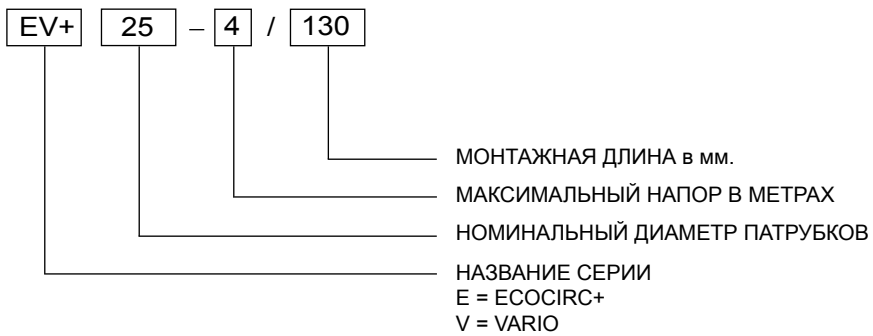 EV+ 25 – 4 / 130
МОНТАЖНАЯ ДЛИНА в мм.
МАКСИМАЛЬНЫЙ НАПОР В МЕТРАХ
НОМИНАЛЬНЫЙ ДИАМЕТР ПАТРУБКОВ
НАЗВАНИЕ СЕРИИ
E = ECOCIRC+
V = VARIO